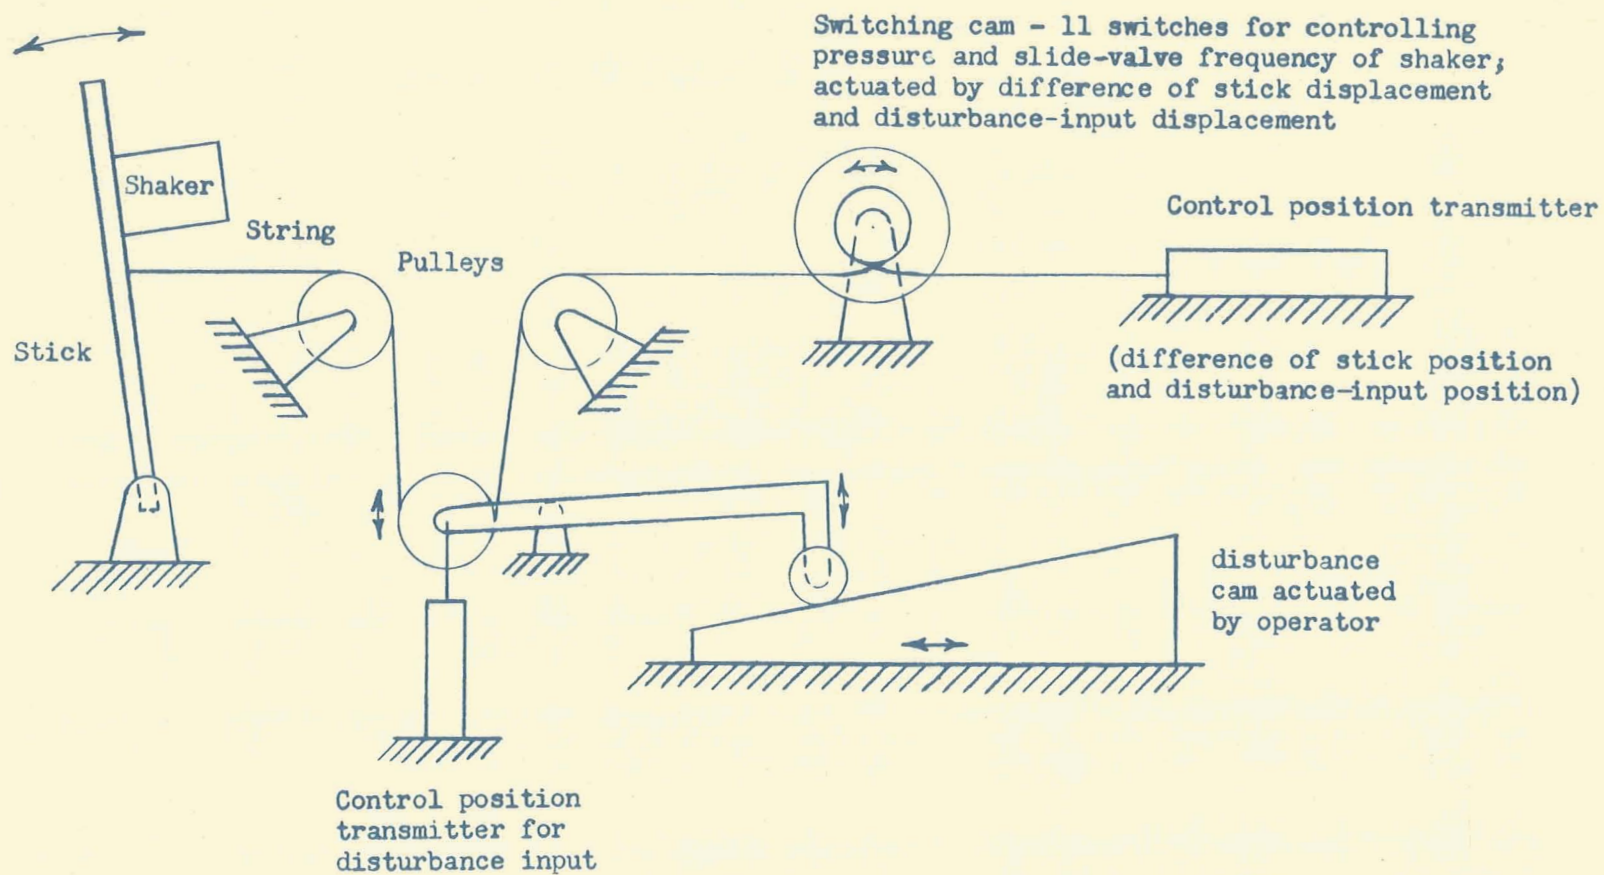 Switching cam - 11 switches for controlling
pressure and slide-valve frequency of shaker;
actuated by difference of stick displacement
and disturbance-input displacement
Shaker
String
Pulleys
Control position transmitter
Stick
(difference of stick position
and disturbance-input position)
disturbance
cam actuated
by operator
Control position
transmitter for
disturbance input